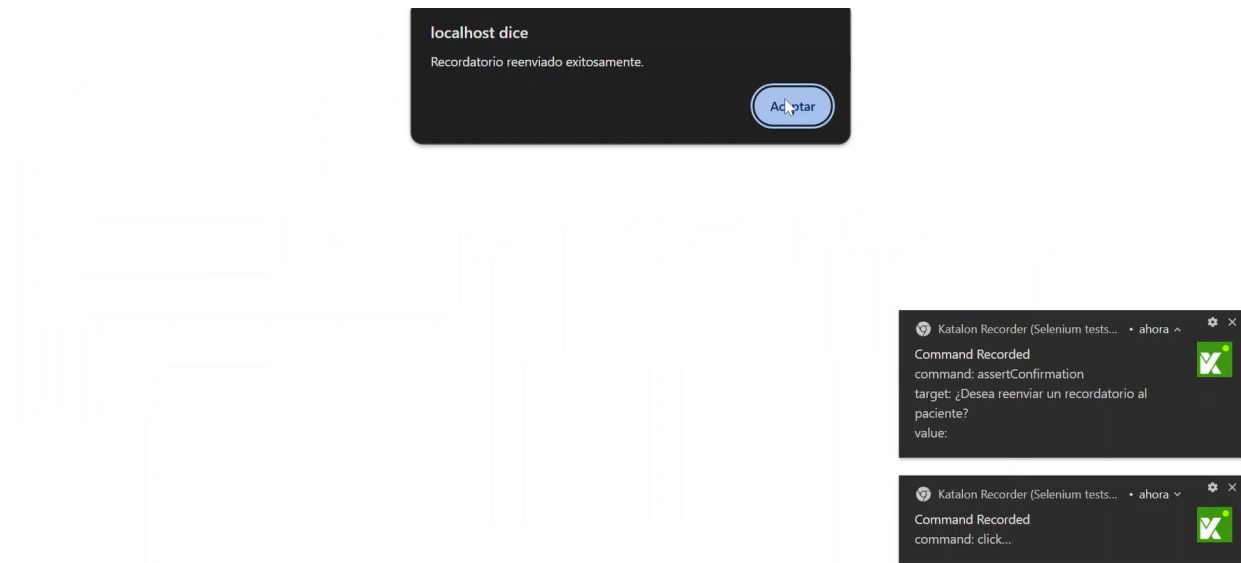 localhost dice
Recordatorio reenviado exitosamente.
Aceptar
Katalon Recorder (Selenium tests... • ahora
Command Recorded
command: assertConfirmation
target: ¿Desea reenviar un recordatorio al
paciente?
value:
Katalon Recorder (Selenium tests... • ahora
Command Recorded
command: click...